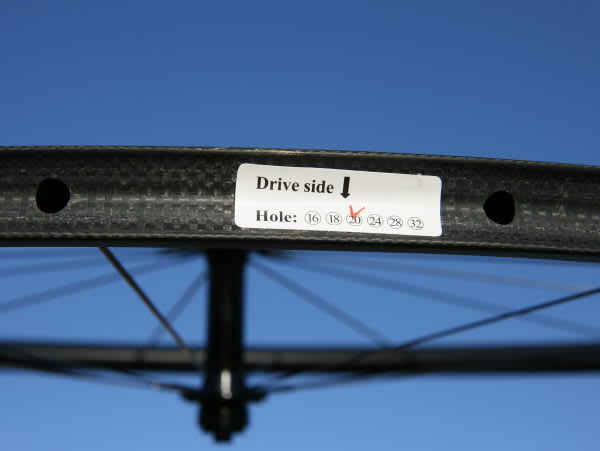 Drive side ↓
Hole: ⑯ ⑱ ⑳ ㉔ ㉘ ㉜